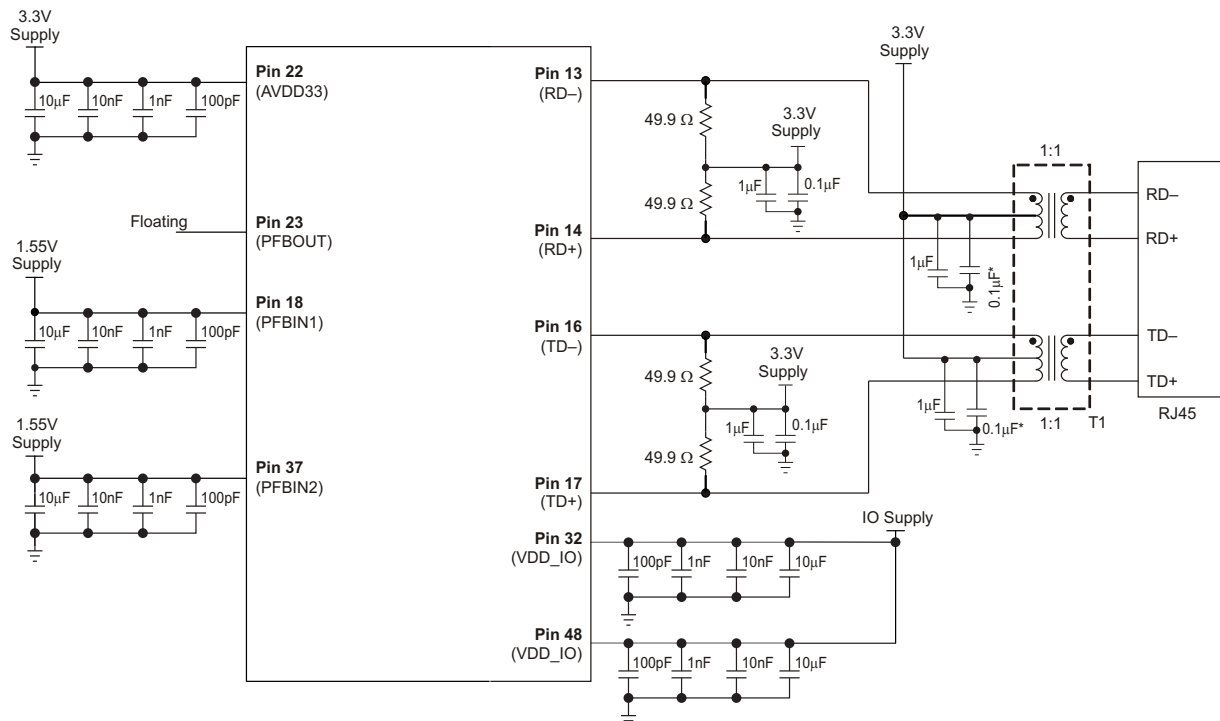 3.3V
Supply
10μF
10nF
1nF
100pF
Pin 22
(AVDD33)
Floating
Pin 23
(PFBOUT)
1.55V
Supply
10μF
10nF
1nF
100pF
Pin 18
(PFBIN1)
1.55V
Supply
10μF
10nF
1nF
100pF
Pin 37
(PFBIN2)
Pin 13
(RD–)
49.9 Ω
3.3V
Supply
1μF
0.1μF
49.9 Ω
Pin 14
(RD+)
Pin 16
(TD–)
49.9 Ω
3.3V
Supply
1μF
0.1μF
49.9 Ω
Pin 17
(TD+)
Pin 32
(VDD_IO)
IO Supply
100pF
1nF
10nF
10μF
Pin 48
(VDD_IO)
100pF
1nF
10nF
10μF
3.3V
Supply
1μF
0.1μF*
1μF
0.1μF*
1:1
1:1
T1
RD–
RD+
TD–
TD+
RJ45